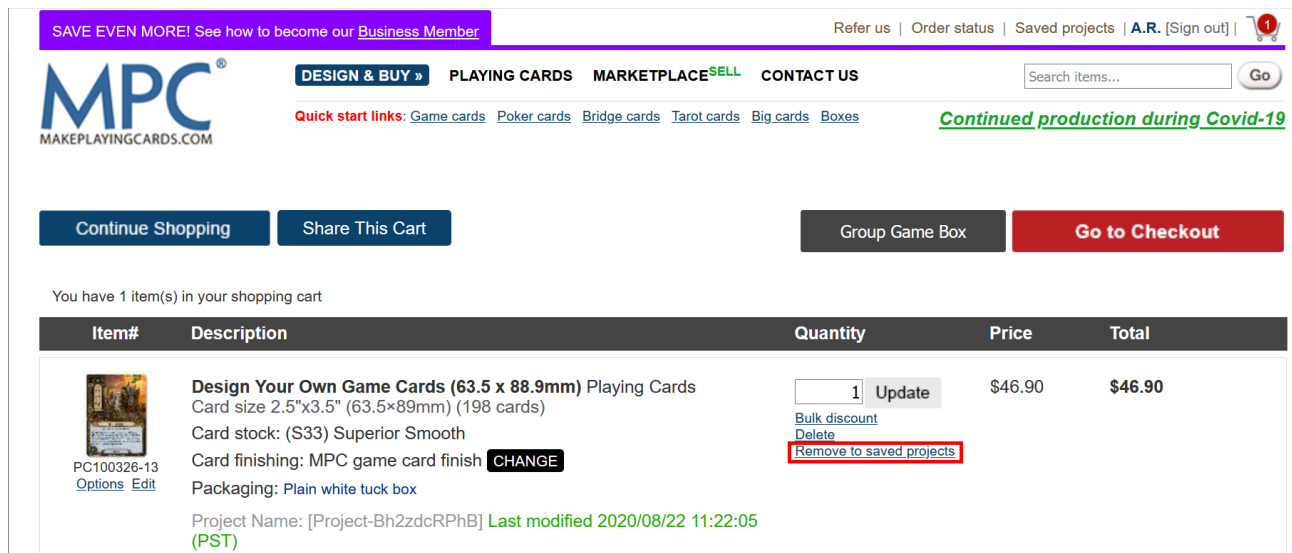 SAVE EVEN MORE! See how to become our Business Member
Refer us | Order status | Saved projects | A.R. [Sign out] | 1
MPC®
MAKEPLAYINGCARDS.COM
DESIGN & BUY » PLAYING CARDS MARKETPLACE SELL CONTACT US
Search items... Go
Quick start links: Game cards Poker cards Bridge cards Tarot cards Big cards Boxes
Continued production during Covid-19
Continue Shopping Share This Cart Group Game Box Go to Checkout
You have 1 item(s) in your shopping cart
Item# Description Quantity Price Total
Design Your Own Game Cards (63.5 x 88.9mm) Playing Cards
Card size 2.5"x3.5" (63.5×89mm) (198 cards)
Card stock: (S33) Superior Smooth
Card finishing: MPC game card finish CHANGE
Packaging: Plain white tuck box
Project Name: [Project-Bh2zdcRPhB] Last modified 2020/08/22 11:22:05
(PST)
PC100326-13
Options Edit
1 Update
Bulk discount
Delete
Remove to saved projects
$46.90 $46.90